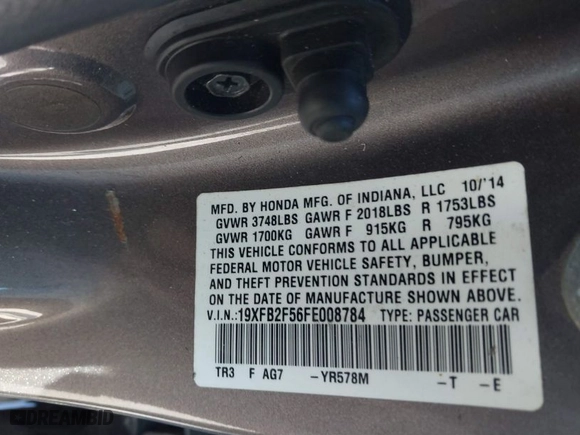 MFD. BY HONDA MFG. OF INDIANA, LLC 10/'14
GVWR 3748LBS GAWR F 2018LBS R 1753LBS
GVWR 1700KG GAWR F 915KG R 795KG
THIS VEHICLE CONFORMS TO ALL APPLICABLE
FEDERAL MOTOR VEHICLE SAFETY, BUMPER,
AND THEFT PREVENTION STANDARDS IN EFFECT
ON THE DATE OF MANUFACTURE SHOWN ABOVE.
V.I.N.: 19XFB2F56FE008784 TYPE: PASSENGER CAR
TR3 F AG7 -YR578M -T -E
DREAMBID